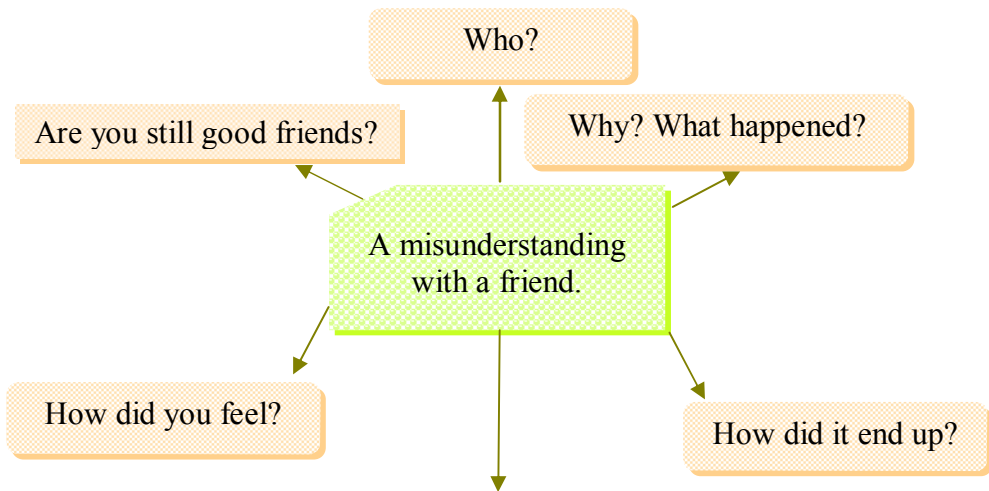 Who?
Are you still good friends?
Why? What happened?
A misunderstanding
with a friend.
How did you feel?
How did it end up?